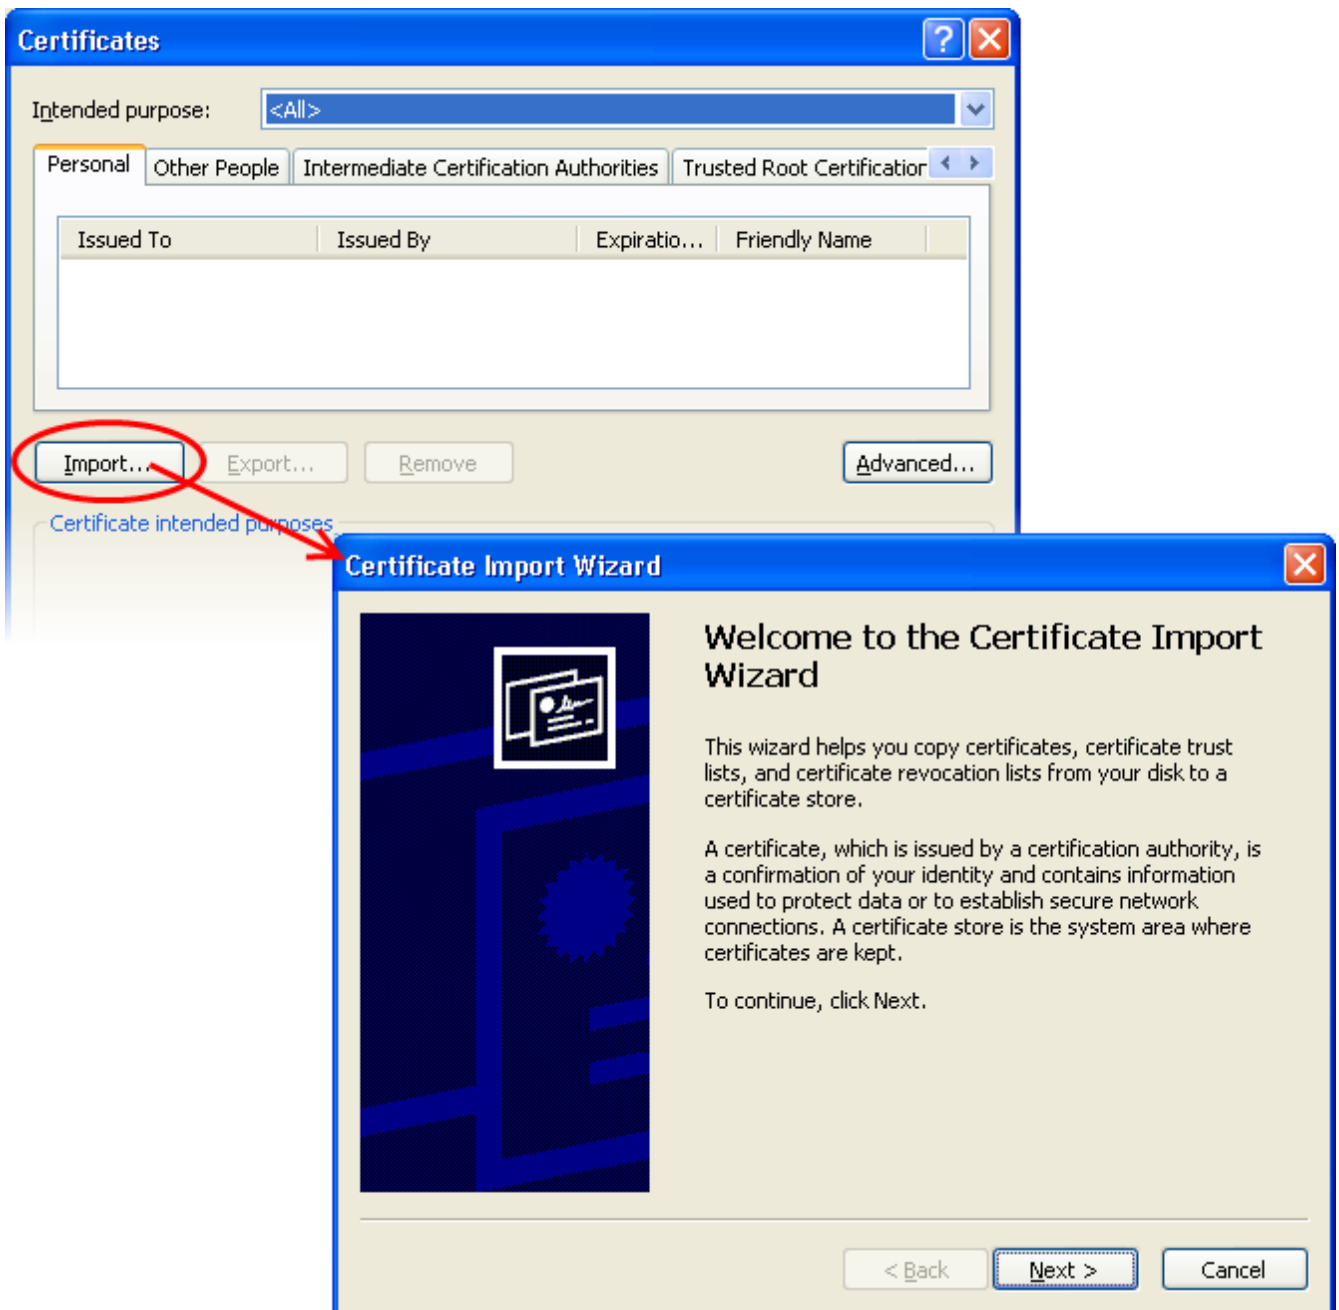 Certificates
Intended purpose: <All>
Personal Other People Intermediate Certification Authorities Trusted Root Certification
Issued To Issued By Expiratio... Friendly Name
Import... Export... Remove Advanced...
Certificate intended purposes
Certificate Import Wizard
Welcome to the Certificate Import
Wizard
This wizard helps you copy certificates, certificate trust
lists, and certificate revocation lists from your disk to a
certificate store.
A certificate, which is issued by a certification authority, is
a confirmation of your identity and contains information
used to protect data or to establish secure network
connections. A certificate store is the system area where
certificates are kept.
To continue, click Next.
< Back Next > Cancel